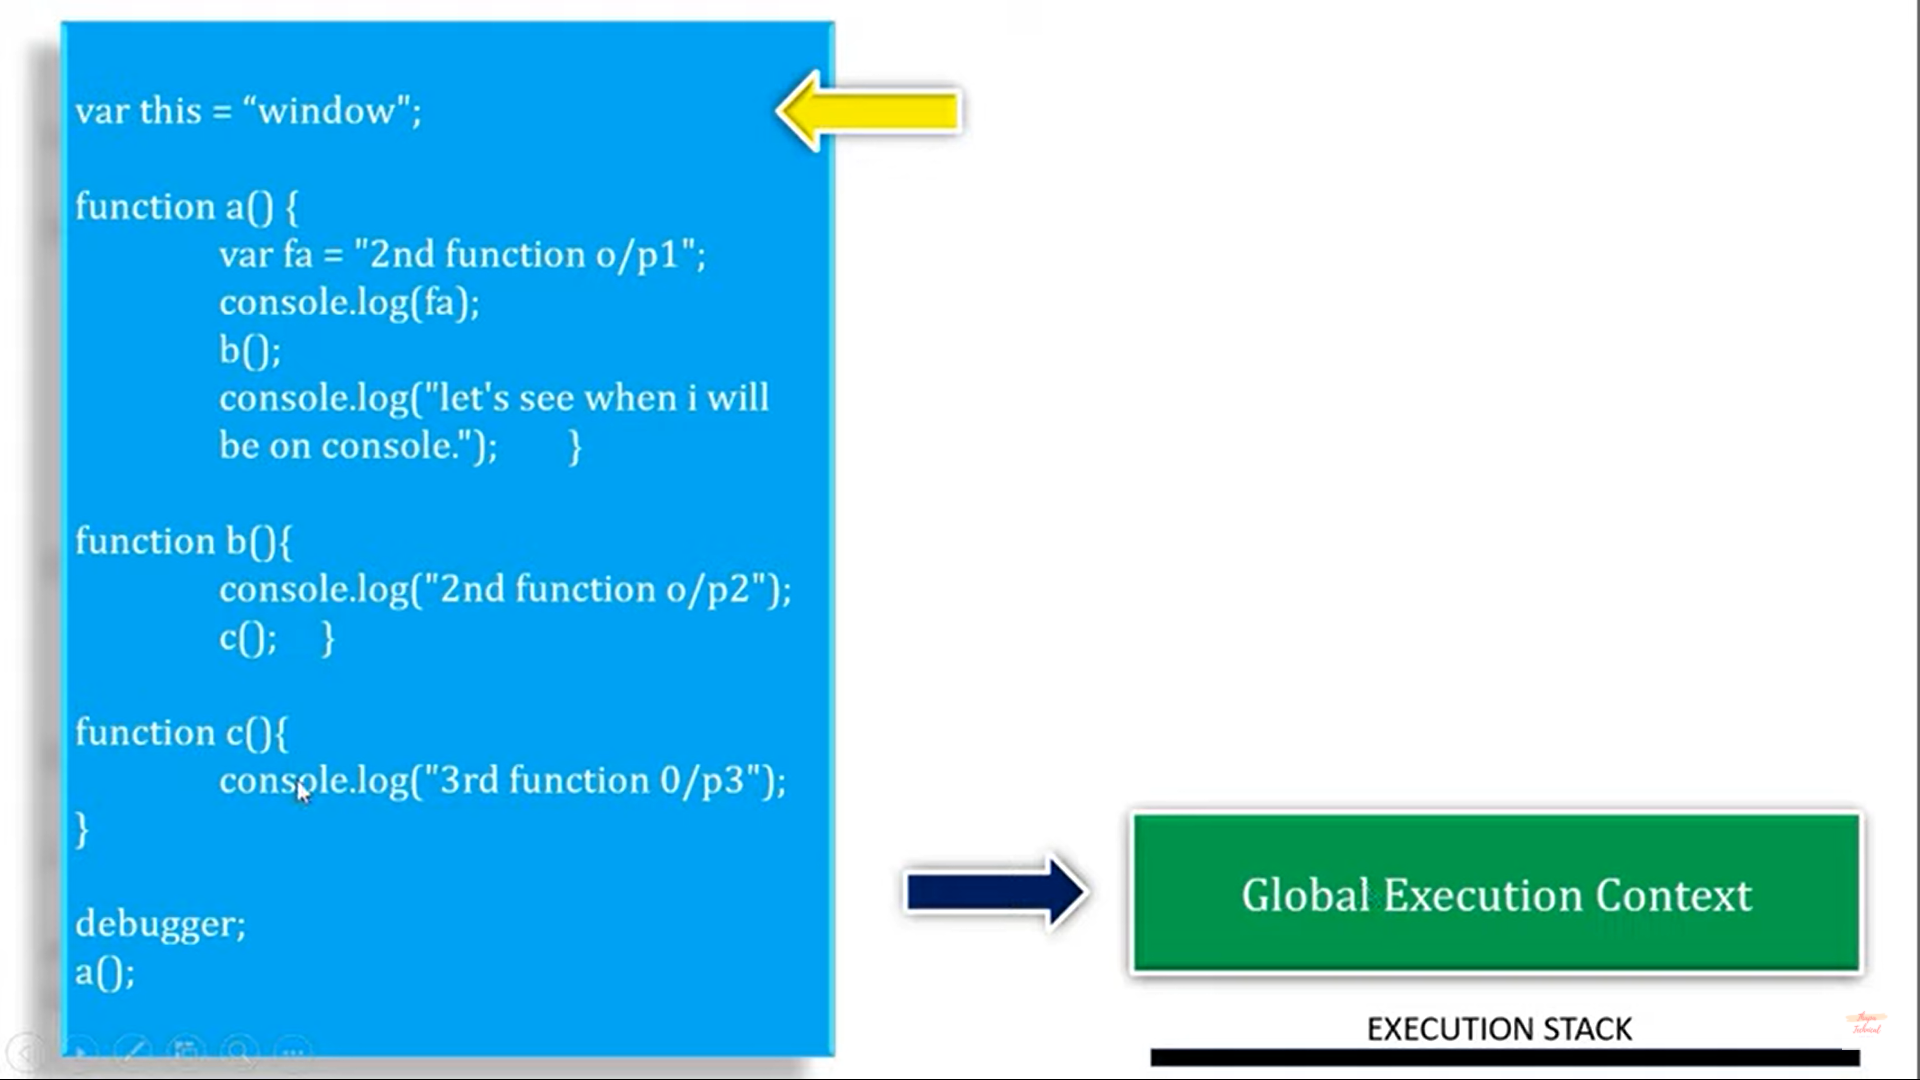 var this = “window";
function a() {
var fa = "2nd function o/p1";
console.log(fa);
b();
console.log("let's see when i will
be on console."); }
function b(){
console.log("2nd function o/p2");
c(); }
function c(){
console.log("3rd function 0/p3");
}
debugger;
a();
Global Execution Context
EXECUTION STACK